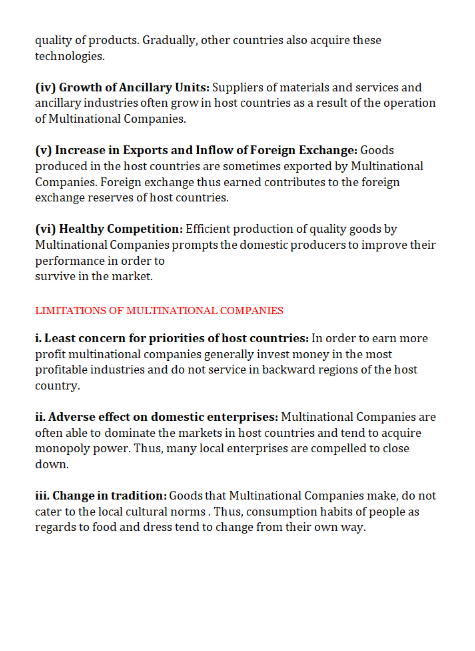 quality of products. Gradually, other countries also acquire these
technologies.
(iv) Growth of Ancillary Units: Suppliers of materials and services and
ancillary industries often grow in host countries as a result of the operation
of Multinational Companies.
(v) Increase in Exports and Inflow of Foreign Exchange: Goods
produced in the host countries are sometimes exported by Multinational
Companies. Foreign exchange thus earned contributes to the foreign
exchange reserves of host countries.
(vi) Healthy Competition: Efficient production of quality goods by
Multinational Companies prompts the domestic producers to improve their
performance in order to
survive in the market.
LIMITATIONS OF MULTINATIONAL COMPANIES
i. Least concern for priorities of host countries: In order to earn more
profit multinational companies generally invest money in the most
profitable industries and do not service in backward regions of the host
country.
ii. Adverse effect on domestic enterprises: Multinational Companies are
often able to dominate the markets in host countries and tend to acquire
monopoly power. Thus, many local enterprises are compelled to close
down.
iii. Change in tradition: Goods that Multinational Companies make, do not
cater to the local cultural norms . Thus, consumption habits of people as
regards to food and dress tend to change from their own way.